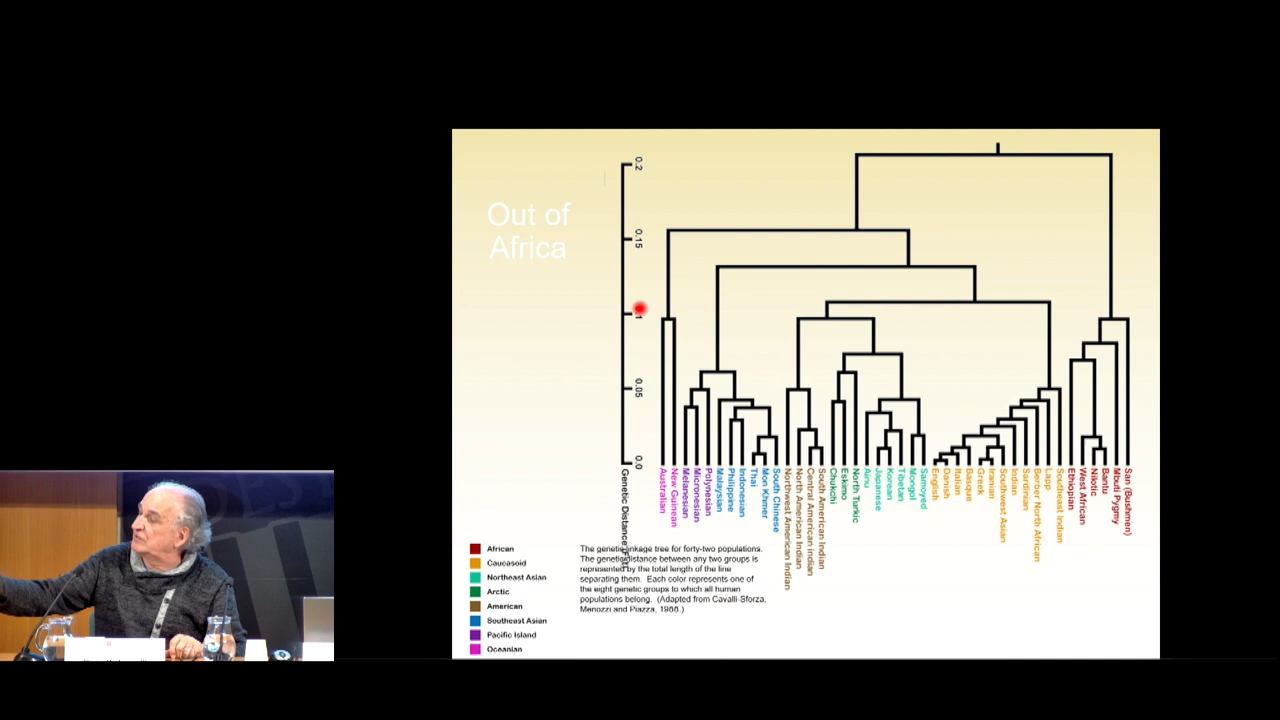 Out of
Africa
0.2
0.15
1
0.05
0.0
Genetic Distance
Australian
New Guinean
Melanesian
Micronesian
Polynesian
Malaysian
Philippine
Indonesian
Thai
Mon Khmer
South Chinese
Northwest American Indian
North American Indian
Central American Indian
South American Indian
Chukchi
Eskimo
North Turkic
Ainu
Japanese
Korean
Tibetan
Mongol
Samoyed
English
Danish
Italian
Basque
Greek
Iranian
Southwest Asian
Indian
Sardinian
Berber North African
Lapp
Southeast Indian
Ethiopian
West African
Nilotic
Bantu
Mbuti Pygmy
San (Bushmen)
African
Caucasoid
Northeast Asian
Arctic
American
Southeast Asian
Pacific Island
Oceanian
The genetic linkage tree for forty-two populations.
The genetic distance between any two groups is
represented by the total length of the line
separating them. Each color represents one of
the eight genetic groups to which all human
populations belong. (Adapted from Cavalli-Sforza,
Menozzi and Piazza, 1988.)